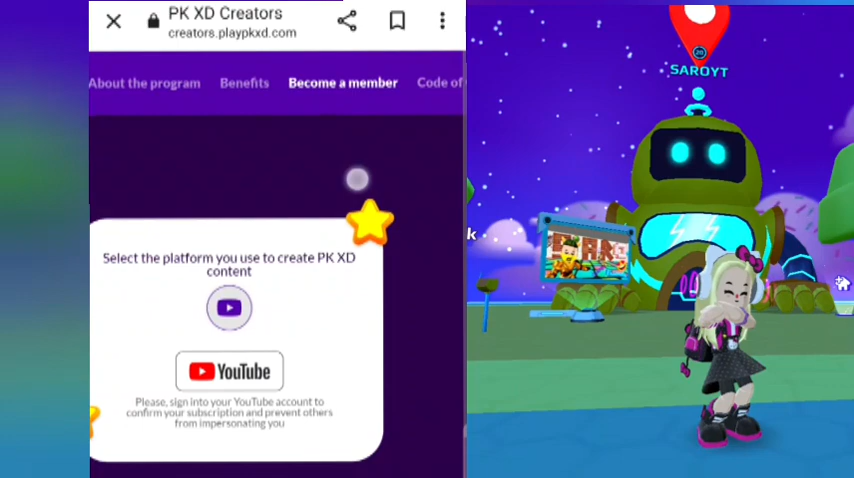 PK XD Creators
creators.playpkxd.com
About the program Benefits Become a member Code of
Select the platform you use to create PK XD
content
YouTube
Please, sign into your YouTube account to
confirm your subscription and prevent others
from impersonating you
SAROYT
k